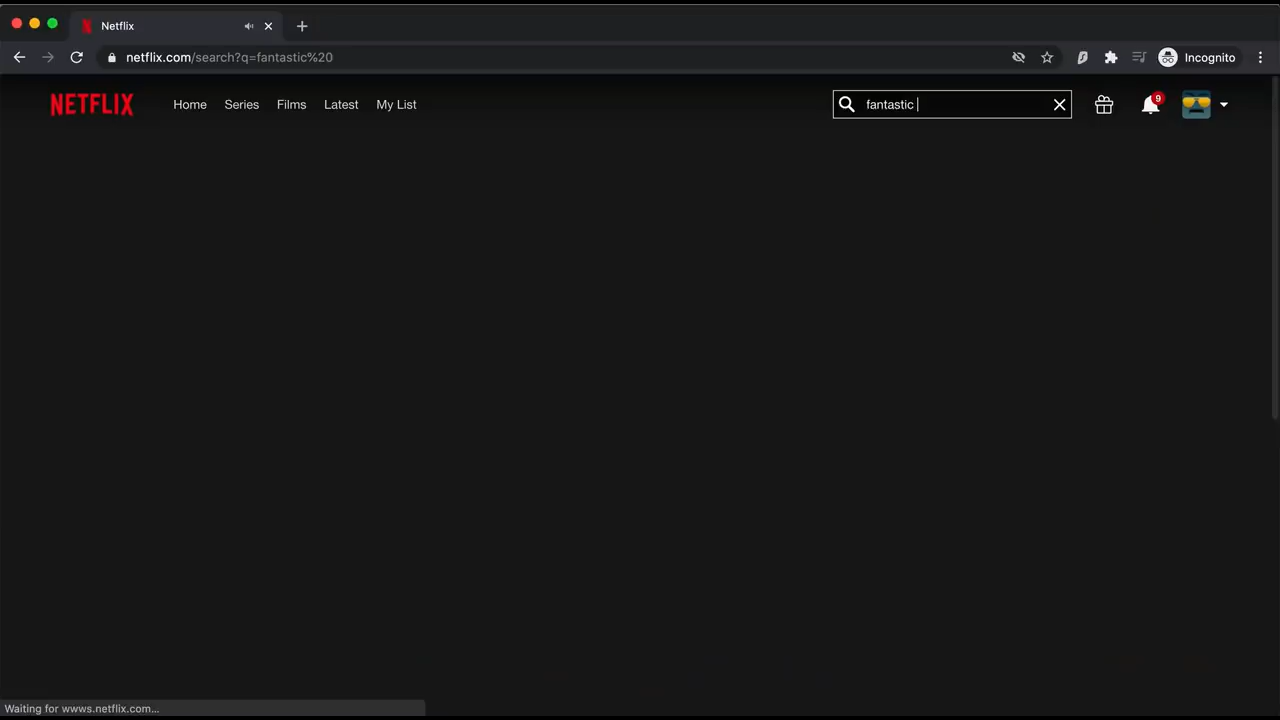 Netflix
netflix.com/search?q=fantastic%20
Incognito
NETFLIX
Home
Series
Films
Latest
My List
fantastic
9
Waiting for wwws.netflix.com...